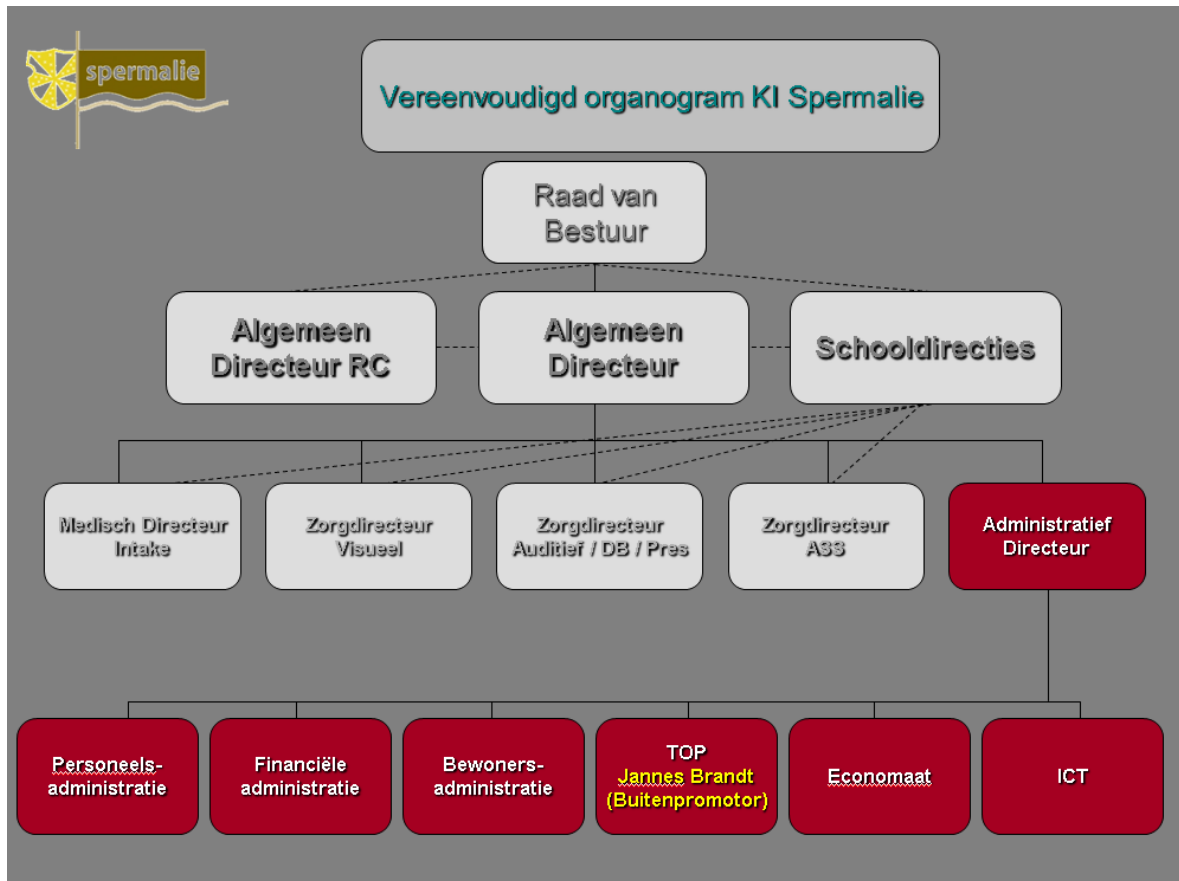 spermalie
Vereenvoudigd organogram KI Spermalie
Raad van
Bestuur
Algemeen
Directeur RC
Algemeen
Directeur
Schooldirecties
Medisch Directeur
Intake
Zorgdirecteur
Visueel
Zorgdirecteur
Auditief / DB / Pres
Zorgdirecteur
ASS
Administratief
Directeur
Personeels-
administratie
Financiële
administratie
Bewoners-
administratie
TOP
Jannes Brandt
(Buitenpromotor)
Economaat
ICT